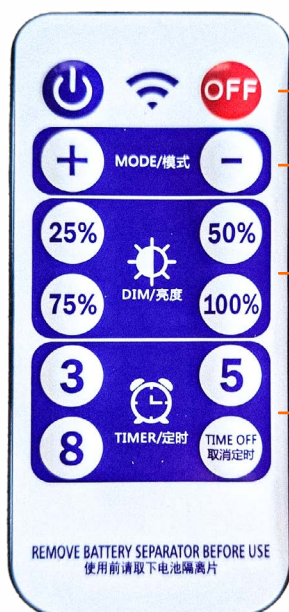 OFF
+ MODE/模式 -
25% 50%
DIM/亮度
75% 100%
3 5
TIMER/定时
8 TIME OFF
取消定时
REMOVE BATTERY SEPARATOR BEFORE USE
使用前请取下电池隔离片